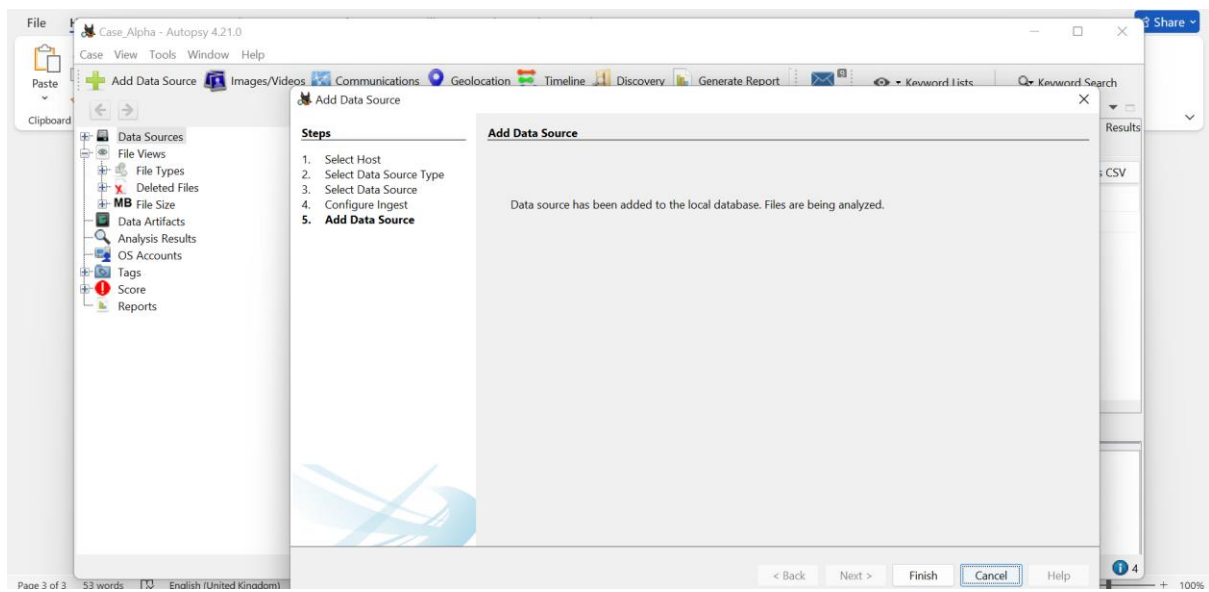 File
Share
Paste
Clipboard
Case_Alpha - Autopsy 4.21.0
Case View Tools Window Help
Add Data Source Images/Videos Communications Geolocation Timeline Discovery Generate Report Keyword Lists Keyword Search
Data Sources
File Views
File Types
Deleted Files
MB File Size
Data Artifacts
Analysis Results
OS Accounts
Tags
Score
Reports
Add Data Source
Steps
1. Select Host
2. Select Data Source Type
3. Select Data Source
4. Configure Ingest
5. Add Data Source
Add Data Source
Data source has been added to the local database. Files are being analyzed.
< Back Next > Finish Cancel Help
Results
CSV
4
Page 3 of 3 53 words English (United Kingdom)
100%